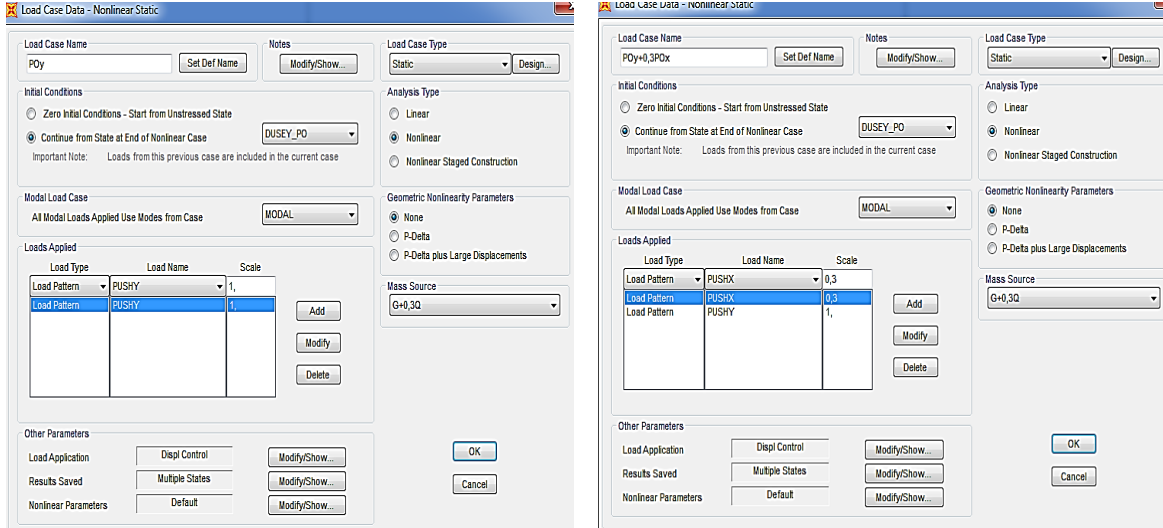 Load Case Data - Nonlinear Static
Load Case Name
POy
Set Def Name
Notes
Modify/Show...
Load Case Type
Static
Design...
Initial Conditions
Zero Initial Conditions - Start from Unstressed State
Continue from State at End of Nonlinear Case
DUSEY_PO
Important Note: Loads from this previous case are included in the current case
Analysis Type
Linear
Nonlinear
Nonlinear Staged Construction
Modal Load Case
All Modal Loads Applied Use Modes from Case
MODAL
Geometric Nonlinearity Parameters
None
P-Delta
P-Delta plus Large Displacements
Loads Applied
Load Type Load Name Scale
Load Pattern PUSHY 1,
Load Pattern PUSHY 1,
Add
Modify
Delete
Mass Source
G+0,3Q
Other Parameters
Load Application Displ Control Modify/Show...
Results Saved Multiple States Modify/Show...
Nonlinear Parameters Default Modify/Show...
OK
Cancel
Load Case Data - Nonlinear Static
Load Case Name
POy+0,3POx
Set Def Name
Notes
Modify/Show...
Load Case Type
Static
Design...
Initial Conditions
Zero Initial Conditions - Start from Unstressed State
Continue from State at End of Nonlinear Case
DUSEY_PO
Important Note: Loads from this previous case are included in the current case
Analysis Type
Linear
Nonlinear
Nonlinear Staged Construction
Modal Load Case
All Modal Loads Applied Use Modes from Case
MODAL
Geometric Nonlinearity Parameters
None
P-Delta
P-Delta plus Large Displacements
Loads Applied
Load Type Load Name Scale
Load Pattern PUSHX 0,3
Load Pattern PUSHX 0,3
Load Pattern PUSHY 1,
Add
Modify
Delete
Mass Source
G+0,3Q
Other Parameters
Load Application Displ Control Modify/Show...
Results Saved Multiple States Modify/Show...
Nonlinear Parameters Default Modify/Show...
OK
Cancel